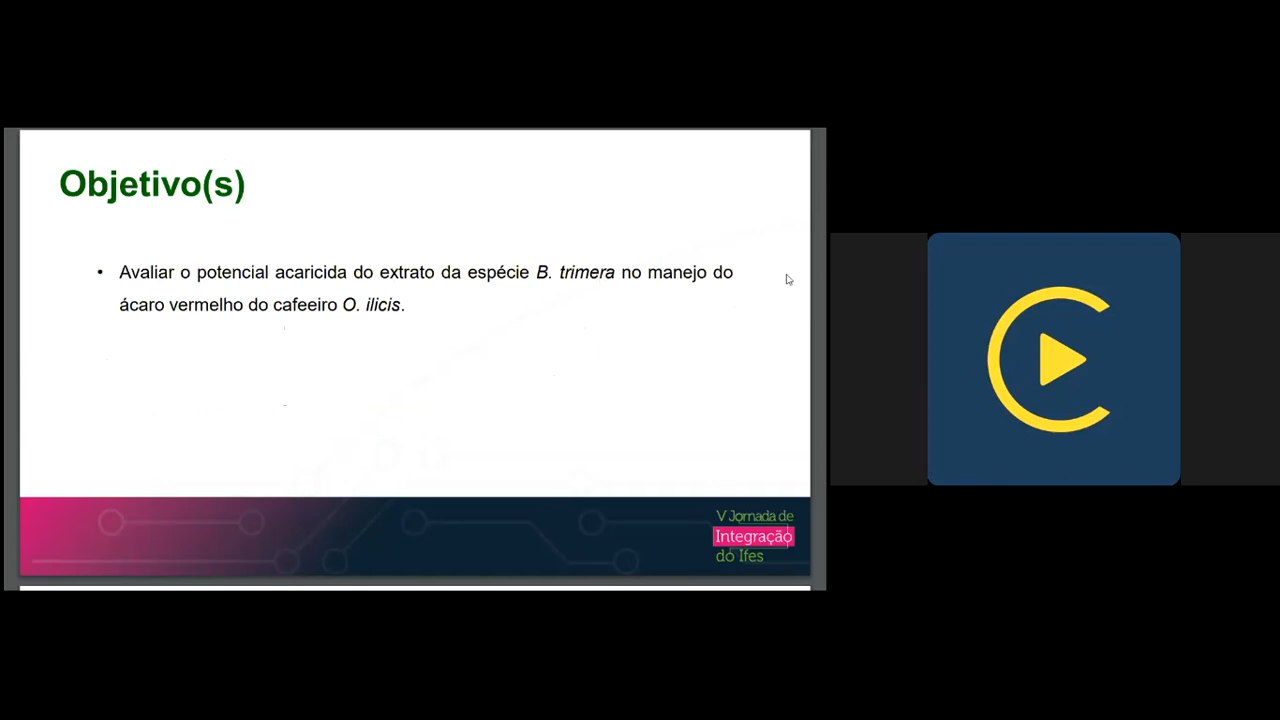 Objetivo(s)
• Avaliar o potencial acaricida do extrato da espécie B. trimera no manejo do
ácaro vermelho do cafeeiro O. ilicis.
V Jornada de
Integração
do Ifes